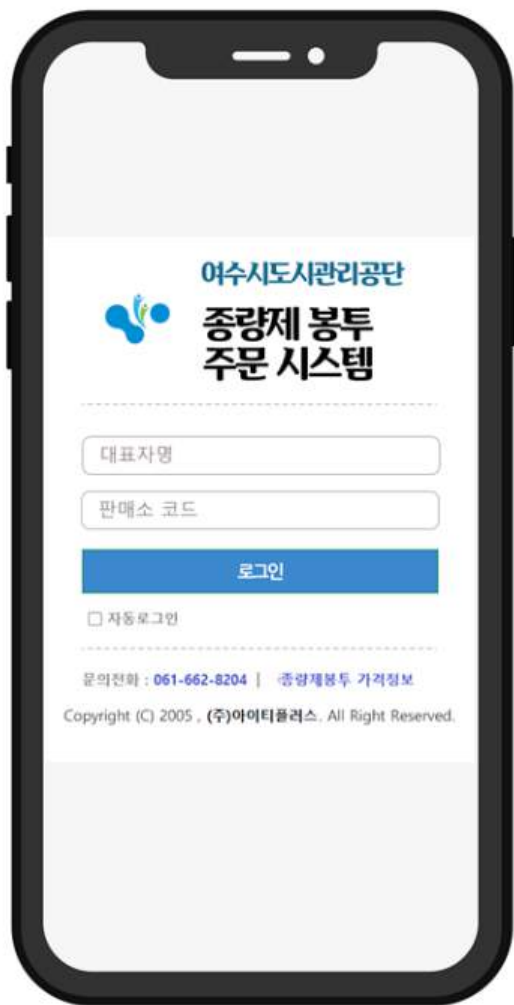 여수시도시관리공단
종량제 봉투
주문 시스템
대표자명
판매소 코드
로그인
자동로그인
문의전화 : 061-662-8204 | 종량제봉투 가격정보
Copyright (C) 2005 , (주)아이티플러스. All Right Reserved.